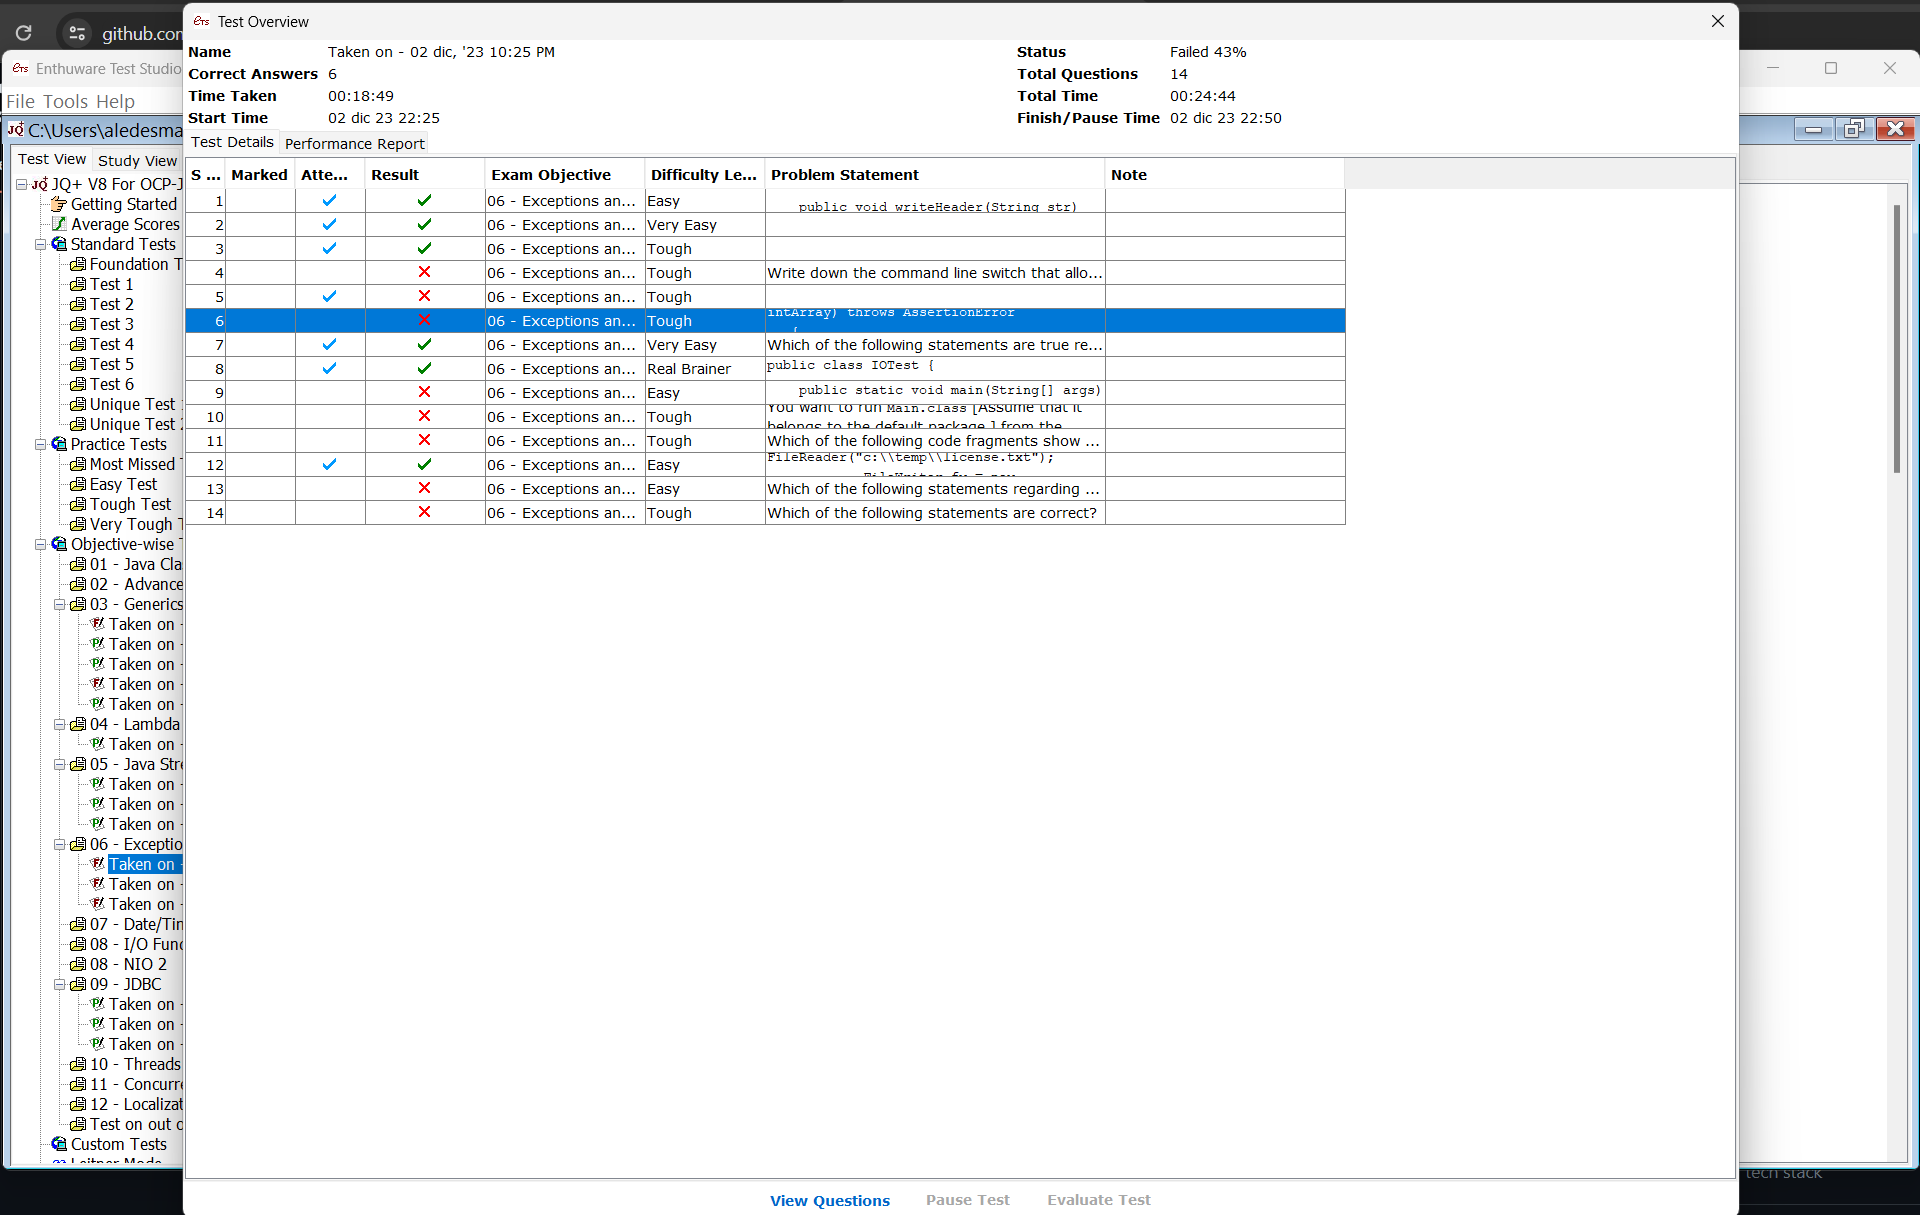 github.com
Enthuware Test Studio
File Tools Help
C:\Users\aledesma
Test View Study View
JQ+ V8 For OCP-J
Getting Started
Average Scores
Standard Tests
Foundation T
Test 1
Test 2
Test 3
Test 4
Test 5
Test 6
Unique Test
Unique Test 2
Practice Tests
Most Missed T
Easy Test
Tough Test
Very Tough T
Objective-wise
01 - Java Cla
02 - Advance
03 - Generics
Taken on -
Taken on -
Taken on -
Taken on -
Taken on -
04 - Lambda
Taken on -
05 - Java Stre
Taken on -
Taken on -
Taken on -
06 - Exceptio
Taken on -
Taken on -
Taken on -
07 - Date/Tim
08 - I/O Fund
08 - NIO 2
09 - JDBC
Taken on -
Taken on -
Taken on -
10 - Threads
11 - Concurre
12 - Localizat
Test on out o
Custom Tests
Leitner Mode
ETS Test Overview
Name Taken on - 02 dic, '23 10:25 PM Status Failed 43%
Correct Answers 6 Total Questions 14
Time Taken 00:18:49 Total Time 00:24:44
Start Time 02 dic 23 22:25 Finish/Pause Time 02 dic 23 22:50
Test Details Performance Report
S ... Marked Atte... Result Exam Objective Difficulty Le... Problem Statement Note
1 06 - Exceptions an... Easy public void writeHeader(String str)
2 06 - Exceptions an... Very Easy
3 06 - Exceptions an... Tough
4 06 - Exceptions an... Tough Write down the command line switch that allo...
5 06 - Exceptions an... Tough
6 06 - Exceptions an... Tough intArray) throws AssertionError {
7 06 - Exceptions an... Very Easy Which of the following statements are true re...
8 06 - Exceptions an... Real Brainer public class IOTest {
9 06 - Exceptions an... Easy public static void main(String[] args)
10 06 - Exceptions an... Tough You want to run Main.class [Assume that it belongs to the default package ] from the
11 06 - Exceptions an... Tough Which of the following code fragments show ...
12 06 - Exceptions an... Easy FileReader("c:\\temp\\license.txt");
13 06 - Exceptions an... Easy Which of the following statements regarding ...
14 06 - Exceptions an... Tough Which of the following statements are correct?
View Questions Pause Test Evaluate Test
tech stack